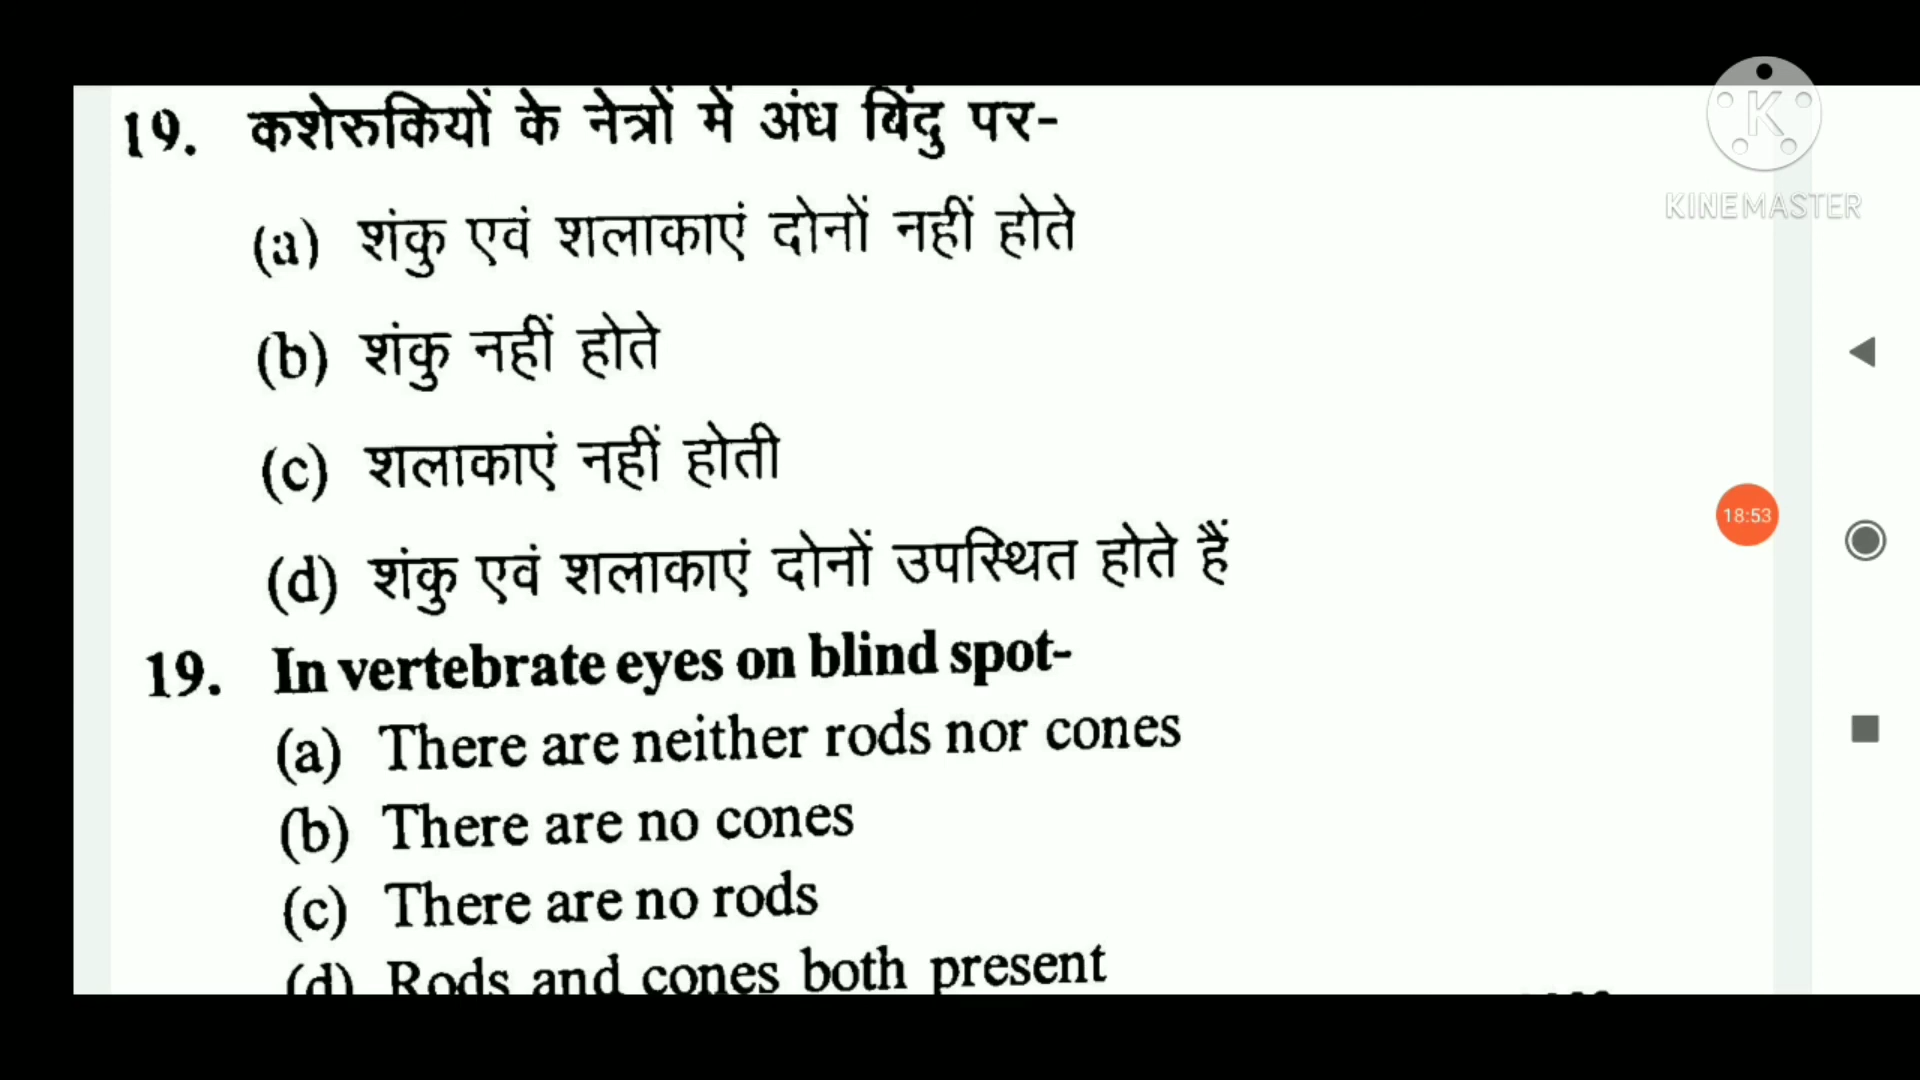 19. कशेरुकियों के नेत्रों में अंध बिंदु पर-
(a) शंकु एवं शलाकाएं दोनों नहीं होते
(b) शंकु नहीं होते
(c) शलाकाएं नहीं होती
(d) शंकु एवं शलाकाएं दोनों उपस्थित होते हैं
19. In vertebrate eyes on blind spot-
(a) There are neither rods nor cones
(b) There are no cones
(c) There are no rods
(d) Rods and cones both present
K
KINEMASTER
18:53